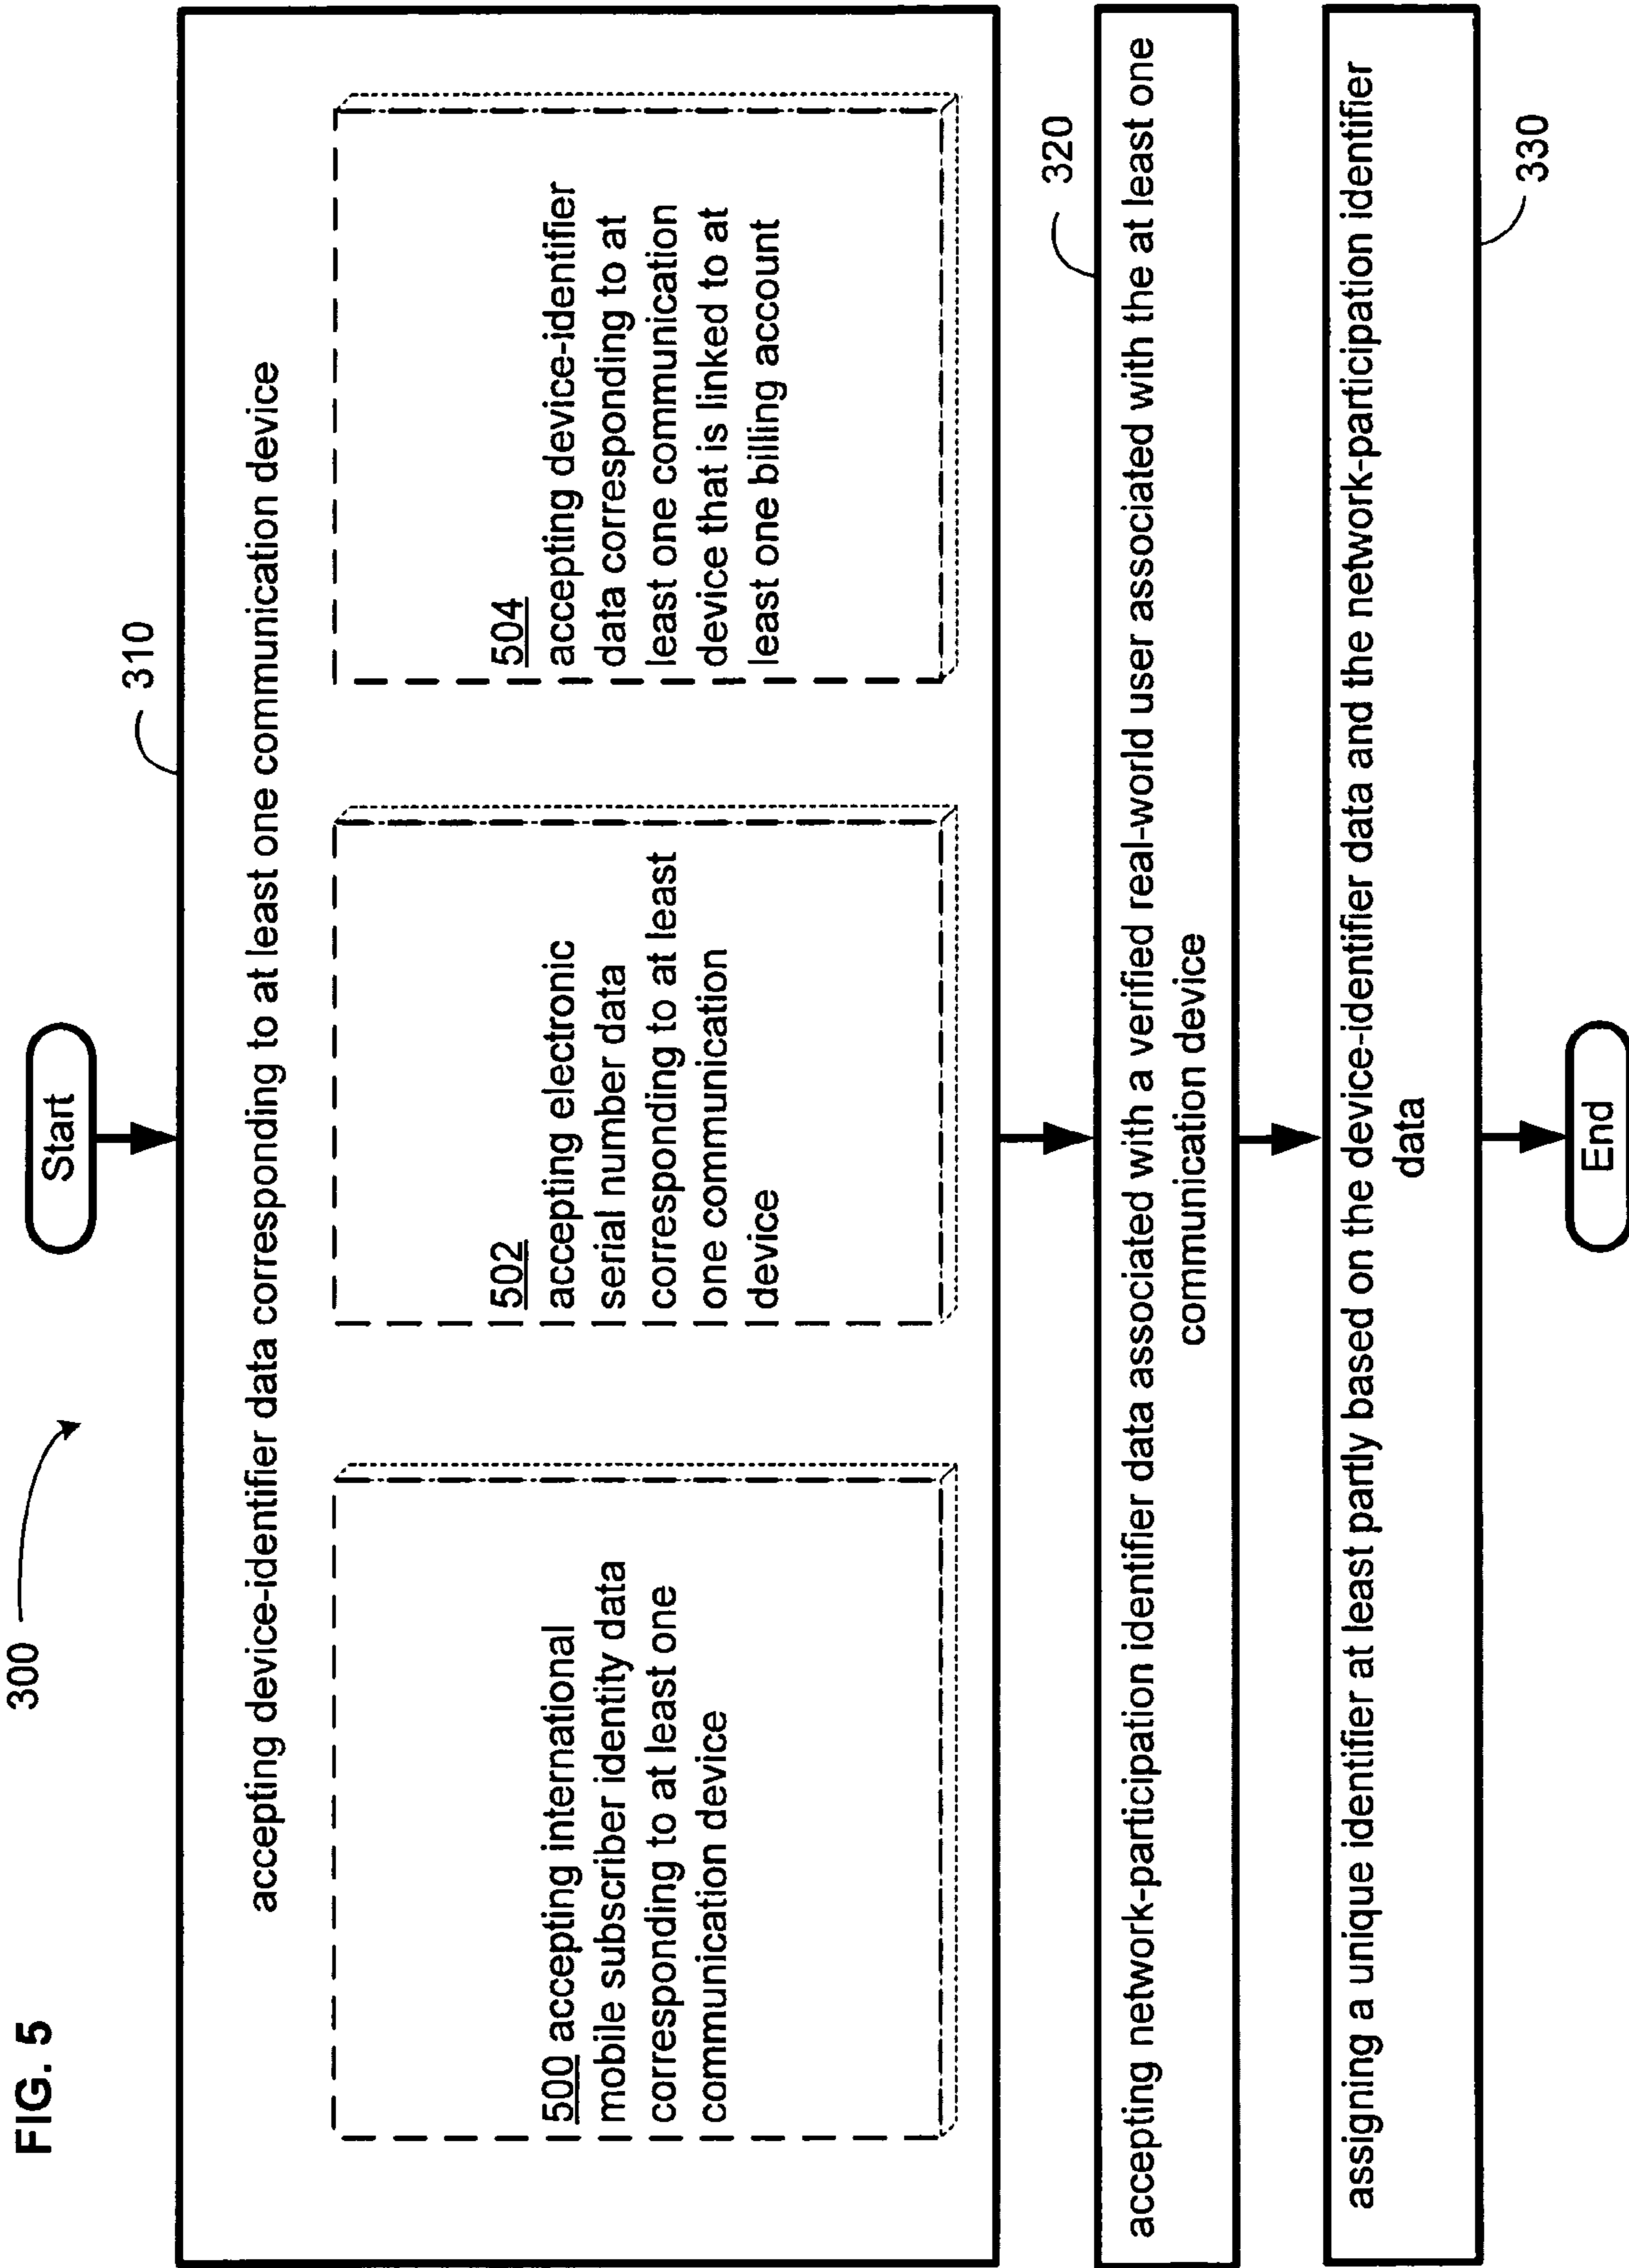 FIG. 5
300
Start
310
accepting device-identifier data corresponding to at least one communication device
500 accepting international
mobile subscriber identity data
corresponding to at least one
communication device
502
accepting electronic
serial number data
corresponding to at least
one communication
device
504
accepting device-identifier
data corresponding to at
least one communication
device that is linked to at
least one billing account
320
accepting network-participation identifier data associated with a verified real-world user associated with the at least one
communication device
assigning a unique identifier at least partly based on the device-identifier data and the network-participation identifier
data
330
End